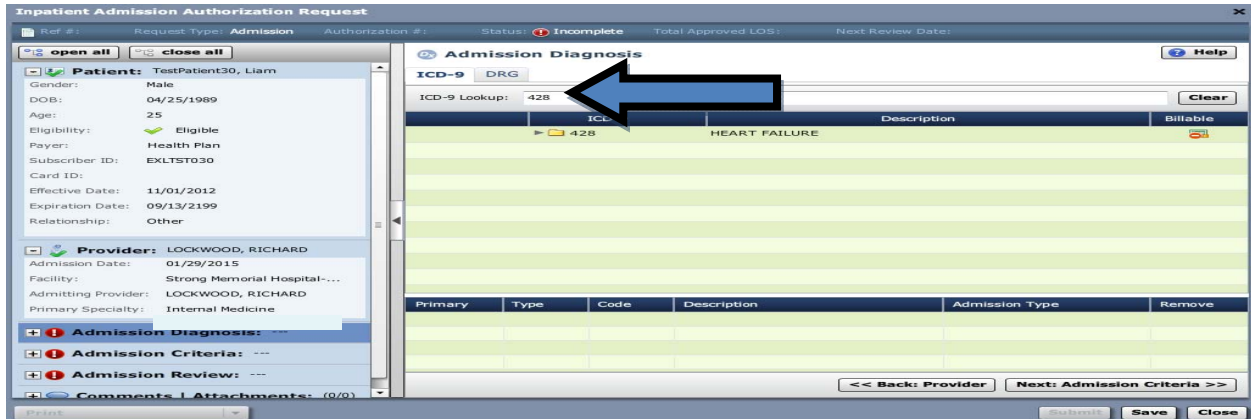 Inpatient Admission Authorization Request
Ref #: Request Type: Admission Authorization #: Status: Incomplete Total Approved LOS: Next Review Date:
open all close all
Patient: TestPatient30, Liam
Gender: Male
DOB: 04/25/1989
Age: 25
Eligibility: Eligible
Payer: Health Plan
Subscriber ID: EXLTST030
Card ID:
Effective Date: 11/01/2012
Expiration Date: 09/13/2199
Relationship: Other
Provider: LOCKWOOD, RICHARD
Admission Date: 01/29/2015
Facility: Strong Memorial Hospital-...
Admitting Provider: LOCKWOOD, RICHARD
Primary Specialty: Internal Medicine
Admission Diagnosis: ---
Admission Criteria: ---
Admission Review: ---
Comments | Attachments: (0/0)
Print
Admission Diagnosis Help
ICD-9 DRG
ICD-9 Lookup: 428 Clear
Description Billable
428 HEART FAILURE
Primary Type Code Description Admission Type Remove
<< Back: Provider Next: Admission Criteria >>
Submit Save Close